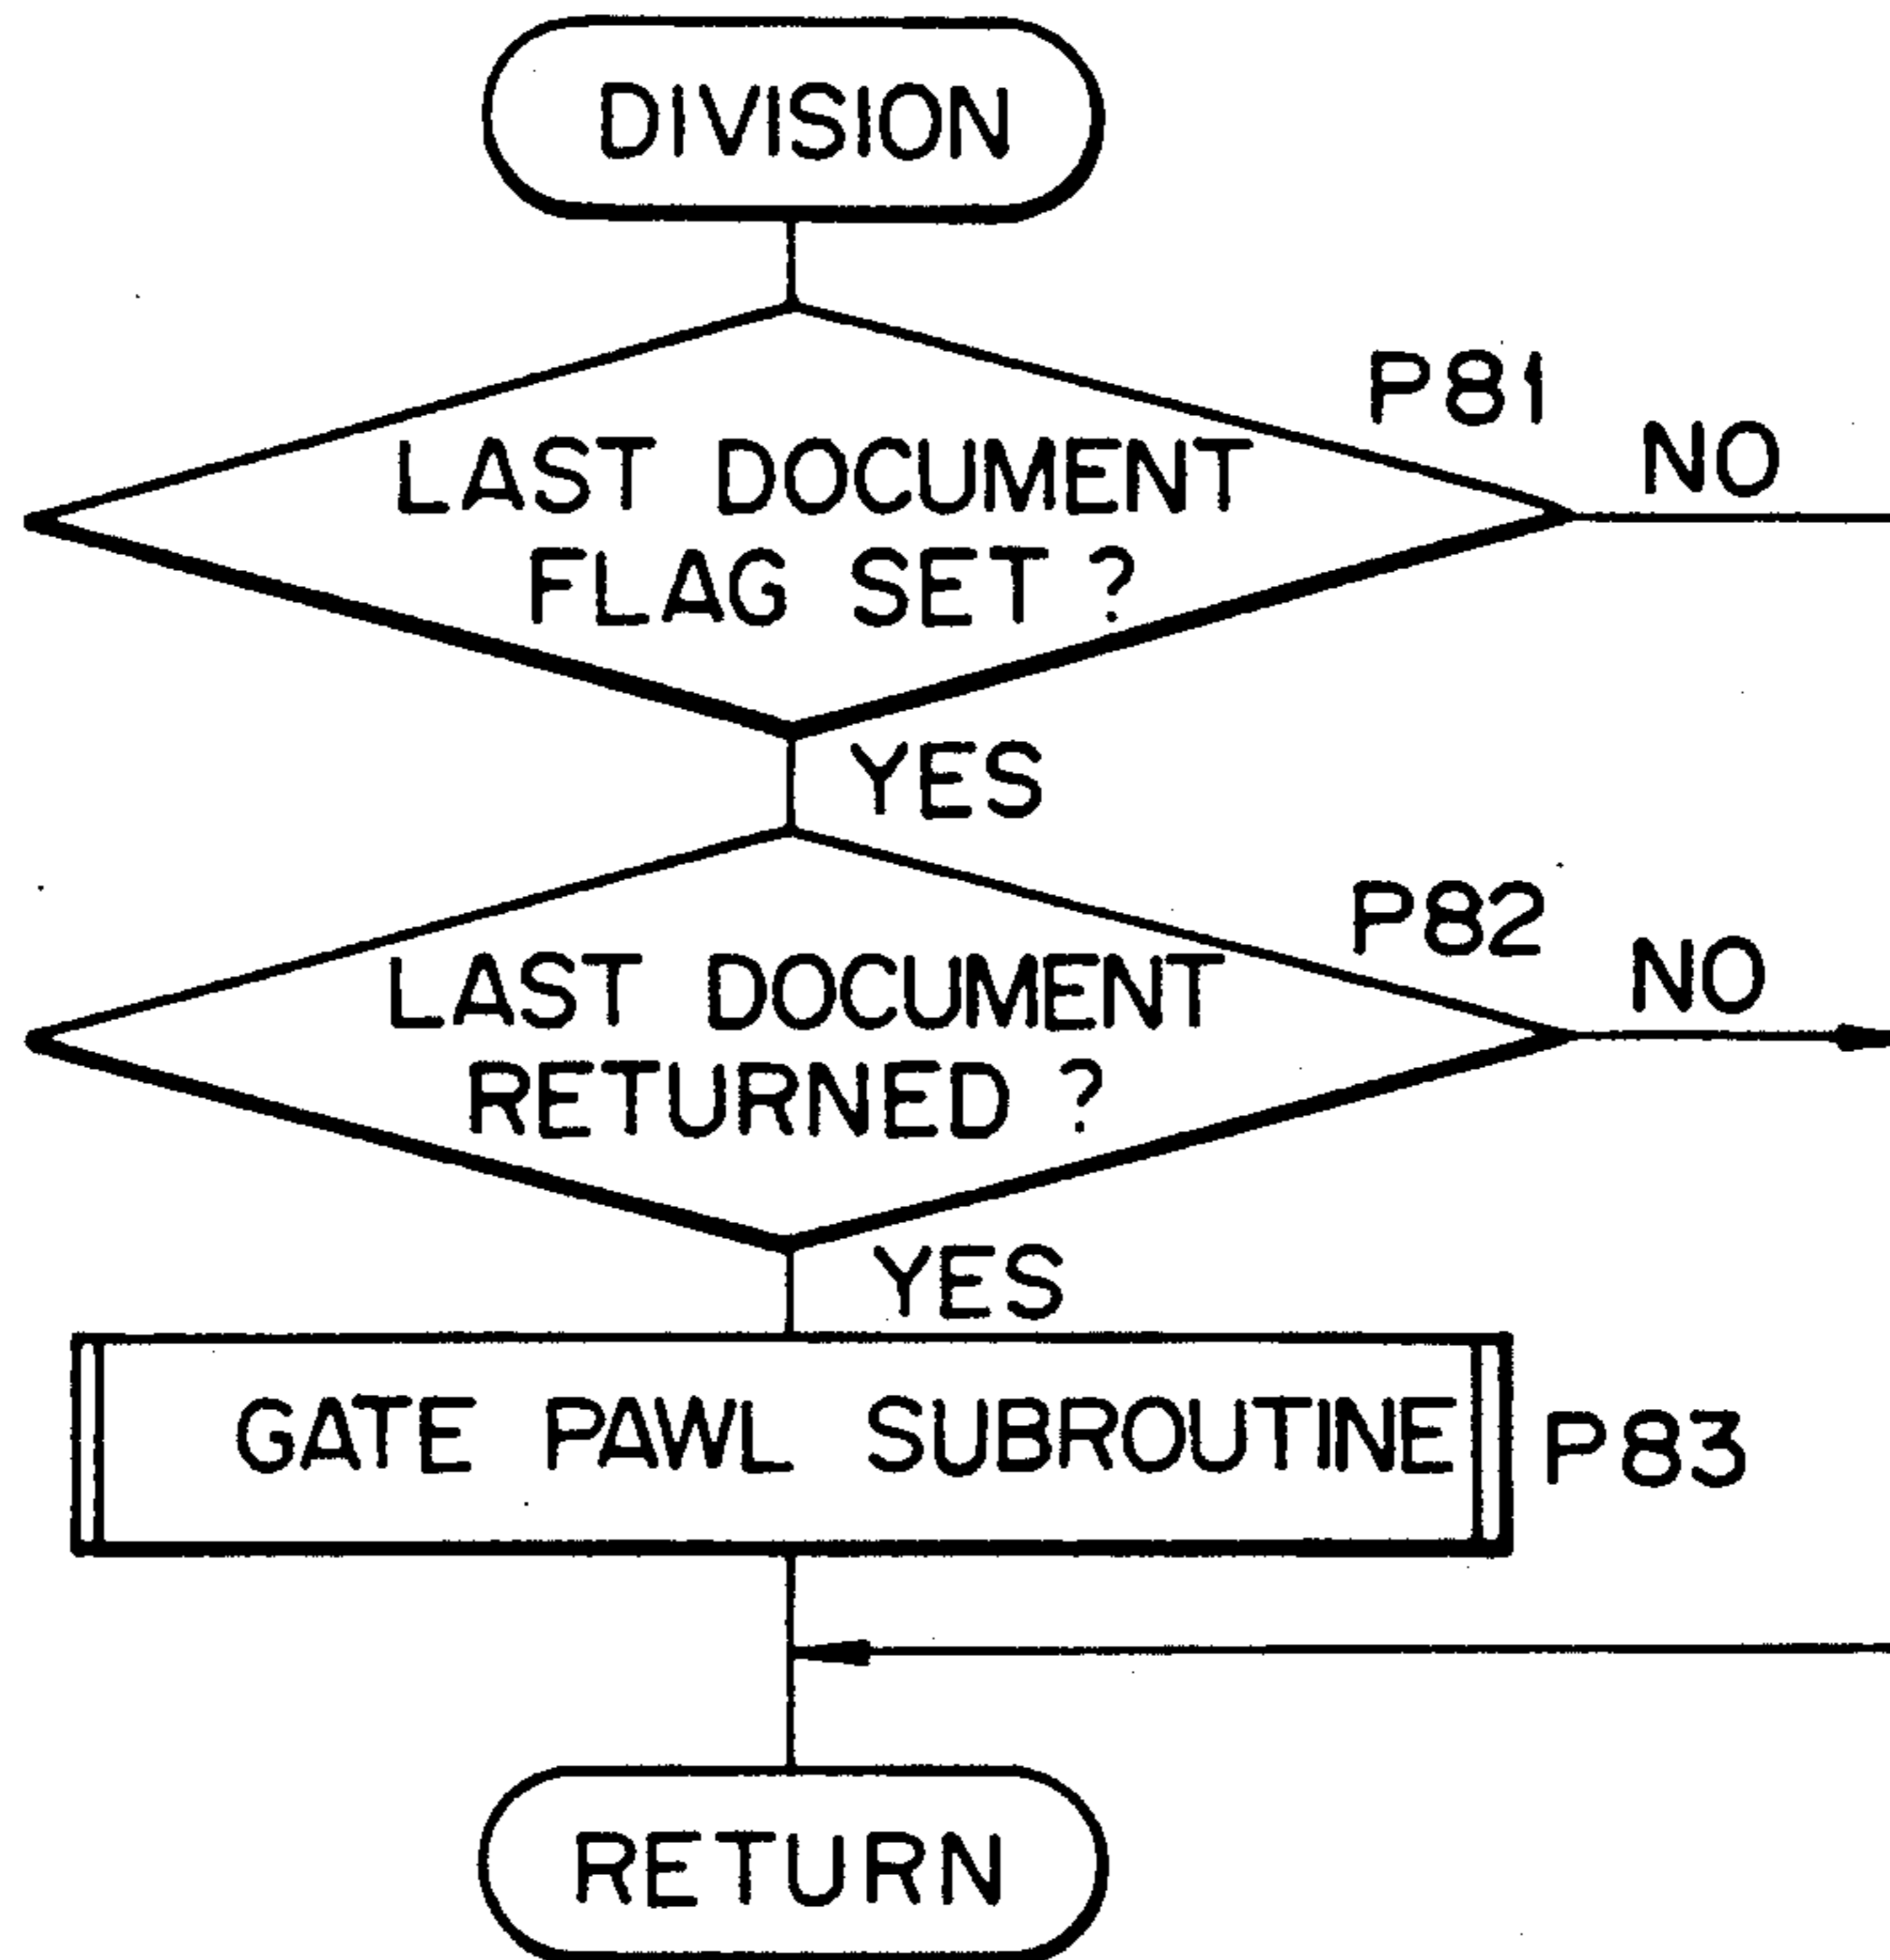 DIVISION
P81
NO
LAST DOCUMENT
FLAG SET ?
YES
P82
NO
LAST DOCUMENT
RETURNED ?
YES
GATE PAWL SUBROUTINE
P83
RETURN